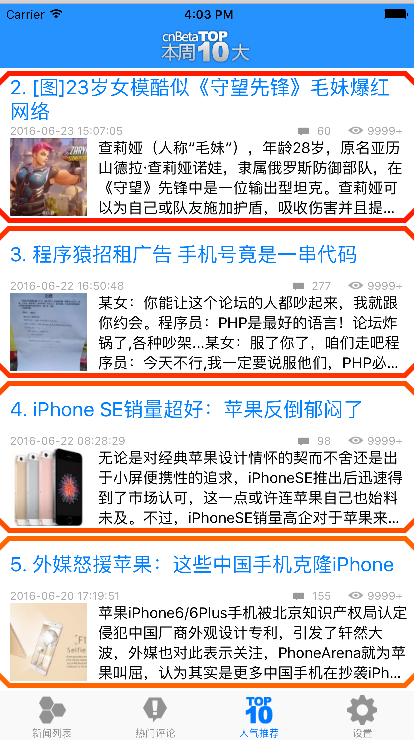 Carrier 4:03 PM
cnBetaTOP
本周10大
2. [图]23岁女模酷似《守望先锋》毛妹爆红
网络
2016-06-23 15:07:05 60 9999+
查莉娅（人称“毛妹”），年龄28岁，原名亚历
山德拉·查莉娅诺娃，隶属俄罗斯防御部队，在
《守望》先锋中是一位输出型坦克。查莉娅可
以为自己或队友施加护盾，吸收伤害并且提...
3. 程序猿招租广告 手机号竟是一串代码
2016-06-22 16:50:48 277 9999+
某女：你能让这个论坛的人都吵起来，我就跟
你约会。程序员：PHP是最好的语言！论坛炸
锅了,各种吵架...某女：服了你了，咱们走吧程
序员：今天不行,我一定要说服他们，PHP必...
4. iPhone SE销量超好：苹果反倒郁闷了
2016-06-22 08:28:29 98 9999+
无论是对经典苹果设计情怀的契而不舍还是出
于小屏便携性的追求，iPhoneSE推出后迅速得
到了市场认可，这一点或许连苹果自己也始料
未及。不过，iPhoneSE销量高企对于苹果来...
5. 外媒怒援苹果：这些中国手机克隆iPhone
2016-06-20 17:19:51 155 9999+
苹果iPhone6/6Plus手机被北京知识产权局认定
侵犯中国厂商外观设计专利，引发了轩然大
波，外媒也对此表示关注，PhoneArena就为苹
果叫屈，认为其实是更多中国手机在抄袭iPh...
TOP
10
新闻列表 热门评论 人气推荐 设置